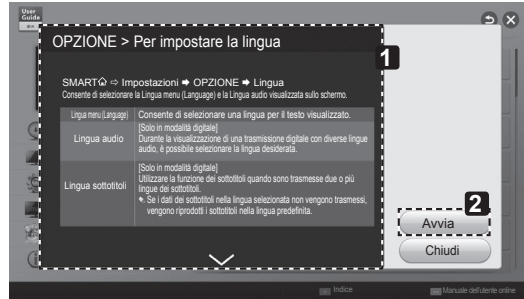 User
Guide
OPZIONE > Per impostare la lingua
1
SMART ⇨ Impostazioni ➡ OPZIONE ➡ Lingua
Consente di selezionare la Lingua menu (Language) e la Lingua audio visualizzata sullo schermo.
Lingua menu (Language) Consente di selezionare una lingua per il testo visualizzato.
Lingua audio
[Solo in modalità digitale]
Durante la visualizzazione di una trasmissione digitale con diverse lingue
audio, è possibile selezionare la lingua desiderata.
Lingua sottotitoli
[Solo in modalità digitale]
Utilizzare la funzione dei sottotitoli quando sono trasmesse due o più
lingue dei sottotitoli.
Se i dati dei sottotitoli nella lingua selezionata non vengono trasmessi,
vengono riprodotti i sottotitoli nella lingua predefinita.
2
Avvia
Chiudi
Indice
Manuale dell'utente online